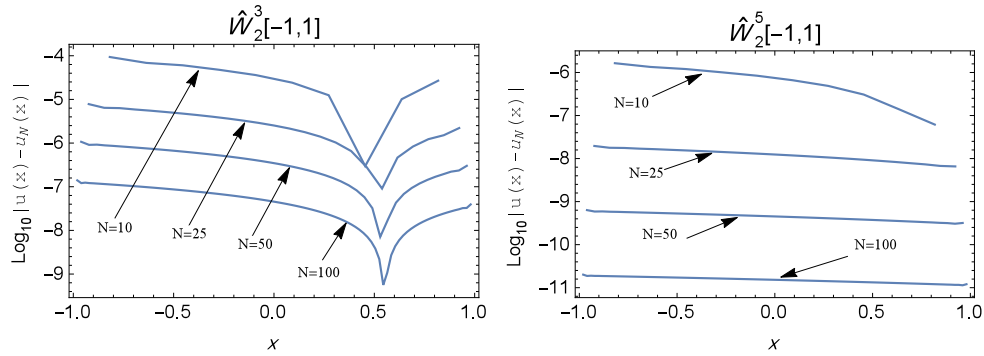 Ŵ₂³[-1,1]
Log₁₀|u(x)-u_N(x)|
-4
-5
-6
-7
-8
-9
N=10
N=25
N=50
N=100
-1.0 -0.5 0.0 0.5 1.0
x
Ŵ₂⁵[-1,1]
Log₁₀|u(x)-u_N(x)|
-6
-7
-8
-9
-10
-11
N=10
N=25
N=50
N=100
-1.0 -0.5 0.0 0.5 1.0
x